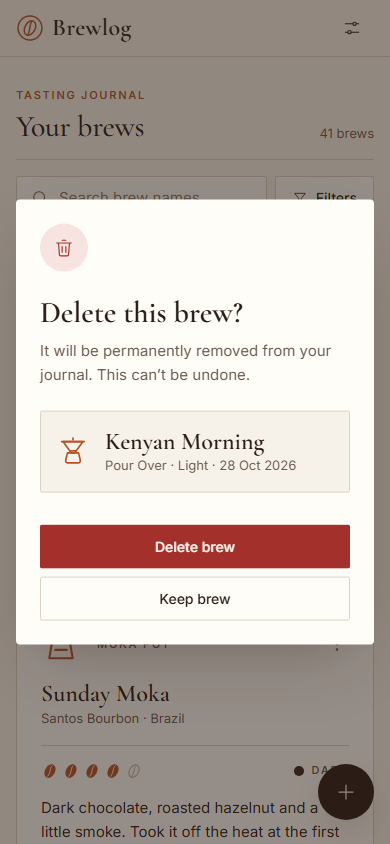 Brewlog
TASTING JOURNAL
Your brews
41 brews
Search brew names
Filters
Delete this brew?
It will be permanently removed from your
journal. This can’t be undone.
Kenyan Morning
Pour Over · Light · 28 Oct 2026
Delete brew
Keep brew
MOKA POT
Sunday Moka
Santos Bourbon · Brazil
Dark chocolate, roasted hazelnut and a
little smoke. Took it off the heat at the first